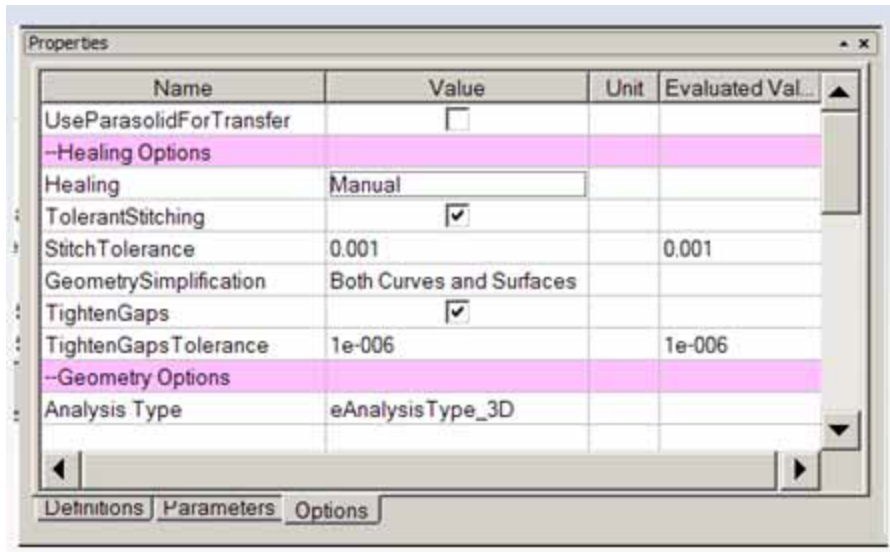 Properties
Name Value Unit Evaluated Val...
UseParasolidForTransfer
--Healing Options
Healing Manual
TolerantStitching
StitchTolerance 0.001 0.001
GeometrySimplification Both Curves and Surfaces
TightenGaps
TightenGapsTolerance 1e-006 1e-006
--Geometry Options
Analysis Type eAnalysisType_3D
Definitions Parameters Options